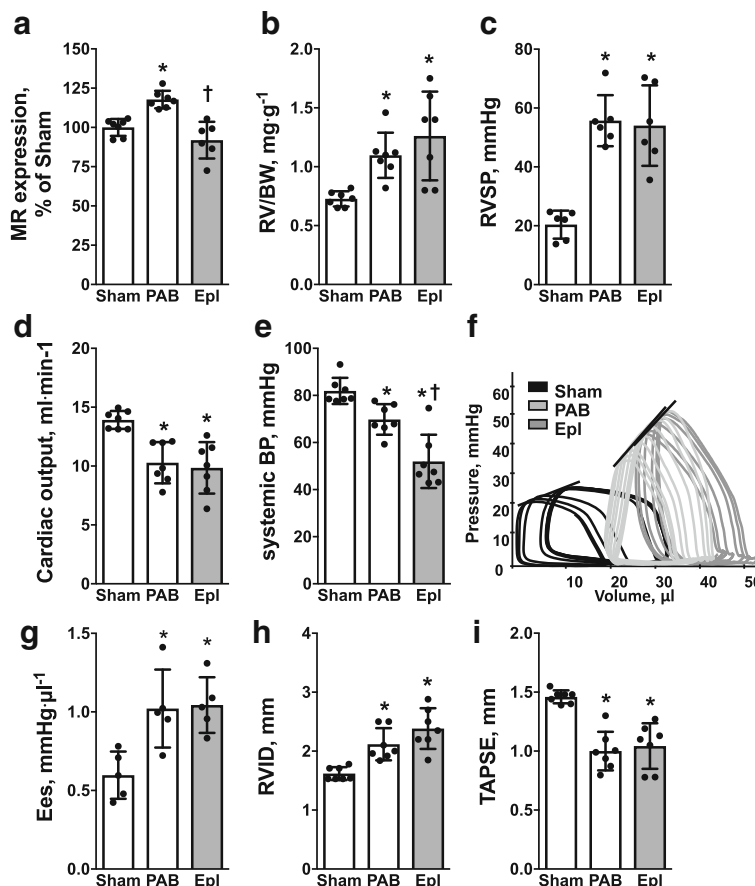 a
MR expression,
% of Sham
150
125
100
75
50
25
0
*
†
Sham PAB Epl
b
RV/BW, mg·g⁻¹
2.0
1.5
1.0
0.5
0.0
*
*
Sham PAB Epl
c
RVSP, mmHg
80
60
40
20
0
*
*
Sham PAB Epl
d
Cardiac output, ml·min-1
20
15
10
5
0
*
*
Sham PAB Epl
e
systemic BP, mmHg
100
80
60
40
20
0
*
*†
Sham PAB Epl
f
Pressure, mmHg
60
50
40
30
20
10
0
Sham
PAB
Epl
10 20 30 40 50
Volume, µl
g
Ees, mmHg·µl⁻¹
1.5
1.0
0.5
0.0
*
*
Sham PAB Epl
h
RVID, mm
4
3
2
1
0
*
*
Sham PAB Epl
i
TAPSE, mm
2.0
1.5
1.0
0.5
0.0
*
*
Sham PAB Epl